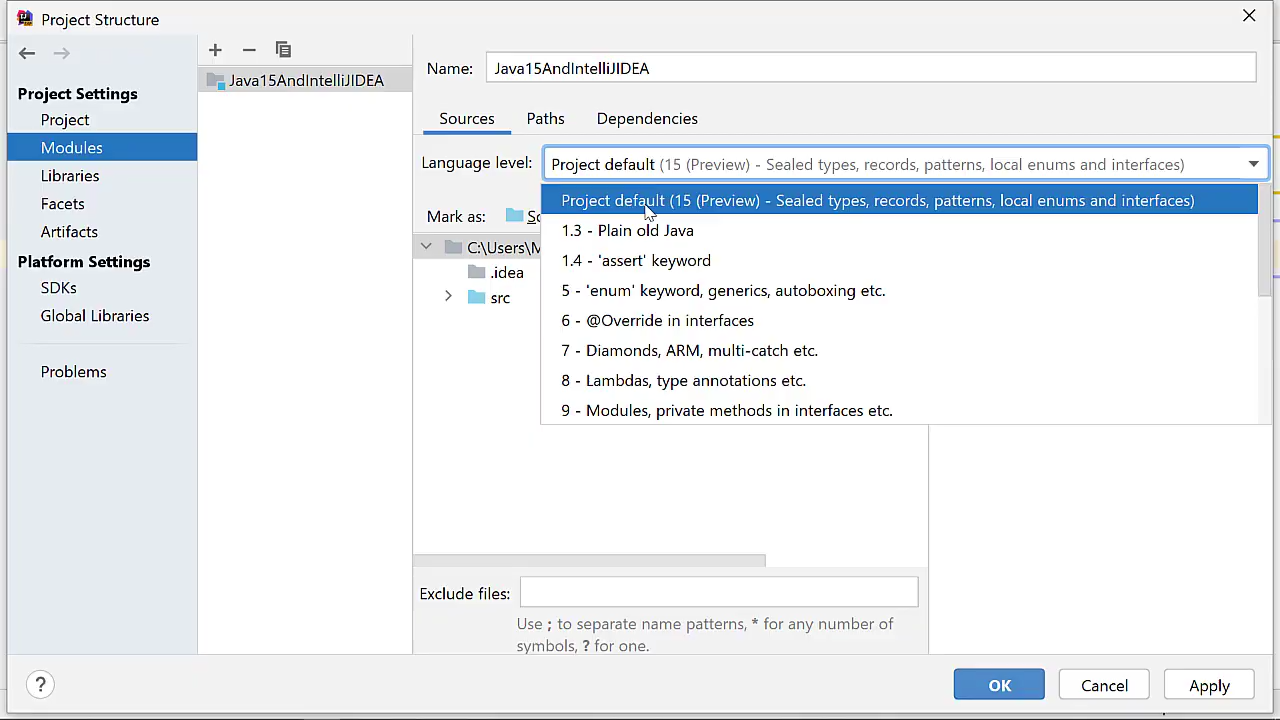 Project Structure
Project Settings
Project
Modules
Libraries
Facets
Artifacts
Platform Settings
SDKs
Global Libraries
Problems
Java15AndIntelliJIDEA
Name: Java15AndIntelliJIDEA
Sources Paths Dependencies
Language level: Project default (15 (Preview) - Sealed types, records, patterns, local enums and interfaces)
Project default (15 (Preview) - Sealed types, records, patterns, local enums and interfaces)
1.3 - Plain old Java
1.4 - 'assert' keyword
5 - 'enum' keyword, generics, autoboxing etc.
6 - @Override in interfaces
7 - Diamonds, ARM, multi-catch etc.
8 - Lambdas, type annotations etc.
9 - Modules, private methods in interfaces etc.
Mark as:
C:\Users\
.idea
src
Exclude files:
Use ; to separate name patterns, * for any number of
symbols, ? for one.
? OK Cancel Apply